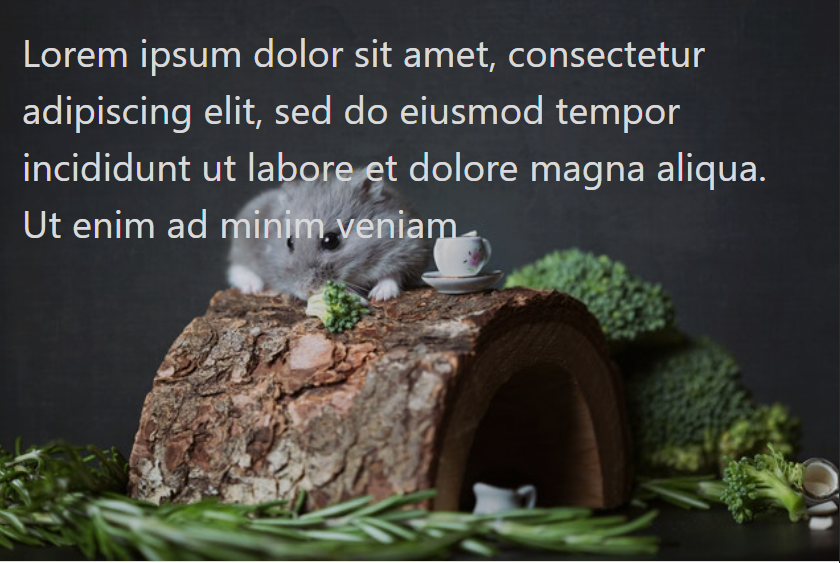 Lorem ipsum dolor sit amet, consectetur
adipiscing elit, sed do eiusmod tempor
incididunt ut labore et dolore magna aliqua.
Ut enim ad minim veniam